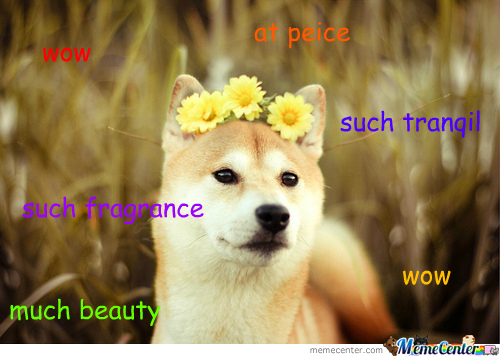 at peice
wow
such tranqil
such fragrance
wow
much beauty
memecenter.com MemeCenter